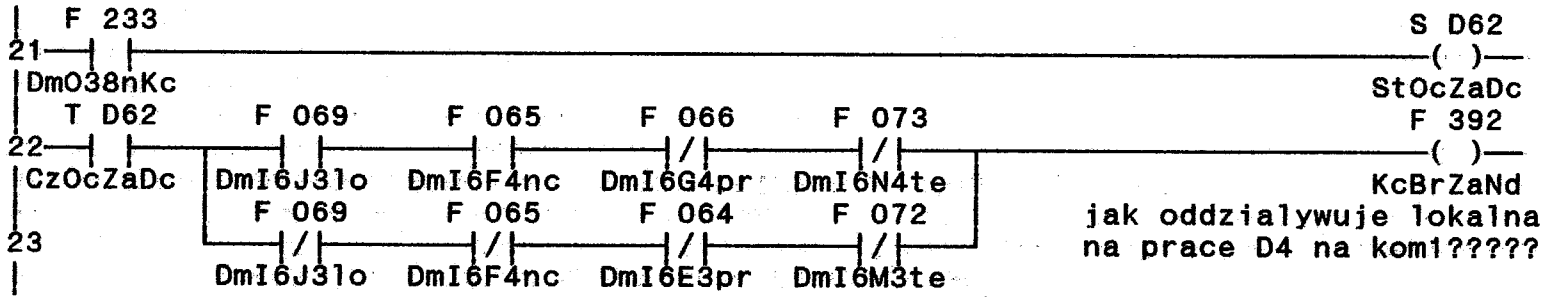 F 233 S D62
21 ( )
DmO38nKc StOcZaDc
T D62 F 069 F 065 F 066 F 073 F 392
22 / / ( )
CzOcZaDc DmI6J3lo DmI6F4nc DmI6G4pr DmI6N4te KcBrZaNd
F 069 F 065 F 064 F 072 jak oddzialywuje lokalna
23 / / / / na prace D4 na kom1?????
DmI6J3lo DmI6F4nc DmI6E3pr DmI6M3te